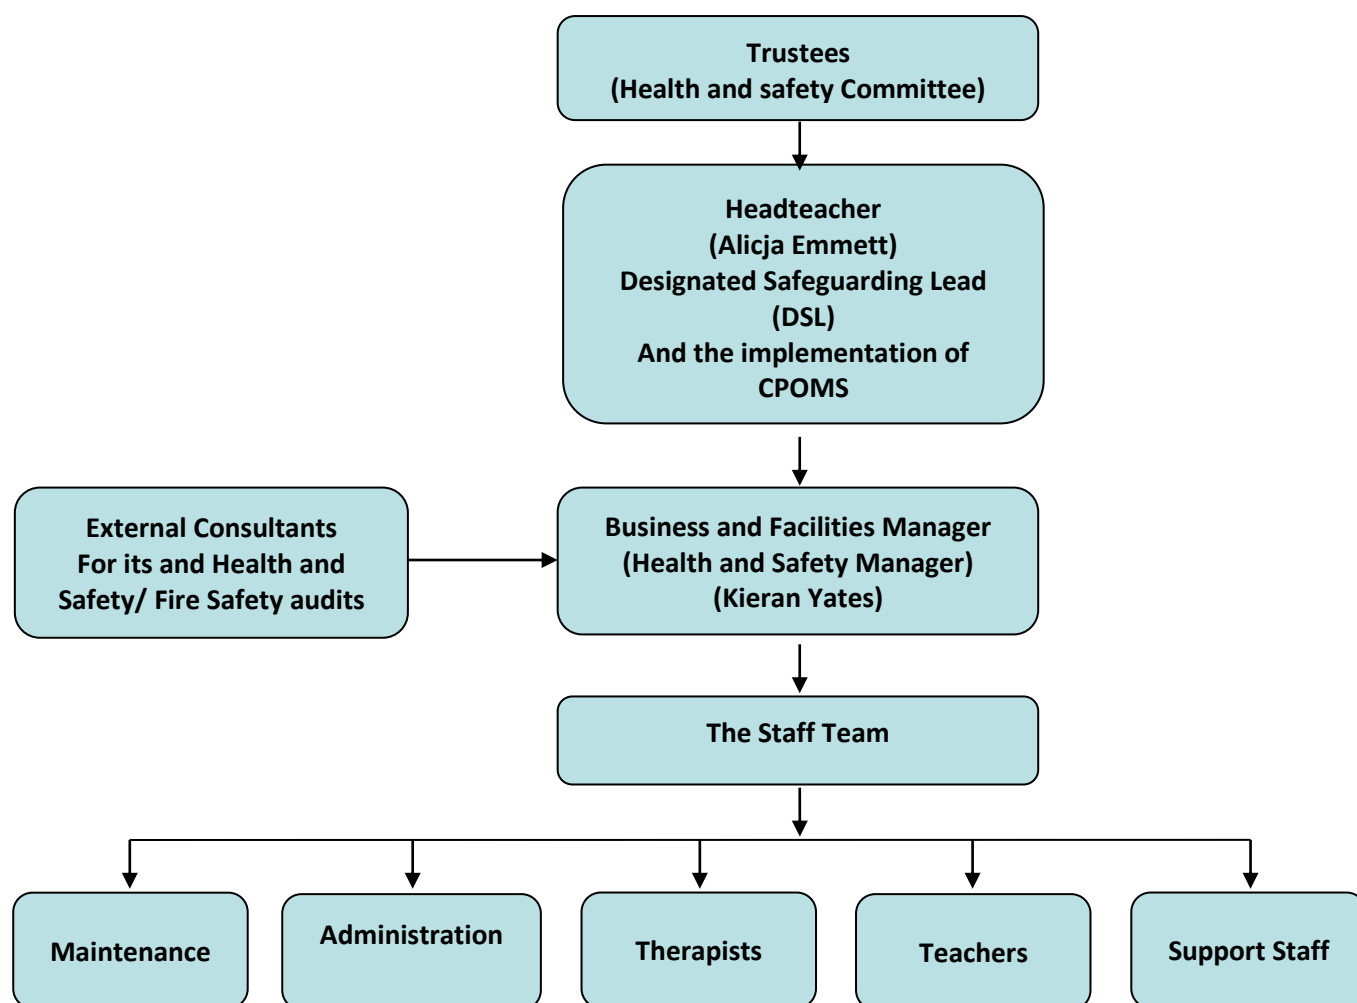 Trustees
(Health and safety Committee)
Headteacher
(Alicja Emmett)
Designated Safeguarding Lead
(DSL)
And the implementation of
CPOMS
External Consultants
For its and Health and
Safety/ Fire Safety audits
Business and Facilities Manager
(Health and Safety Manager)
(Kieran Yates)
The Staff Team
Maintenance
Administration
Therapists
Teachers
Support Staff